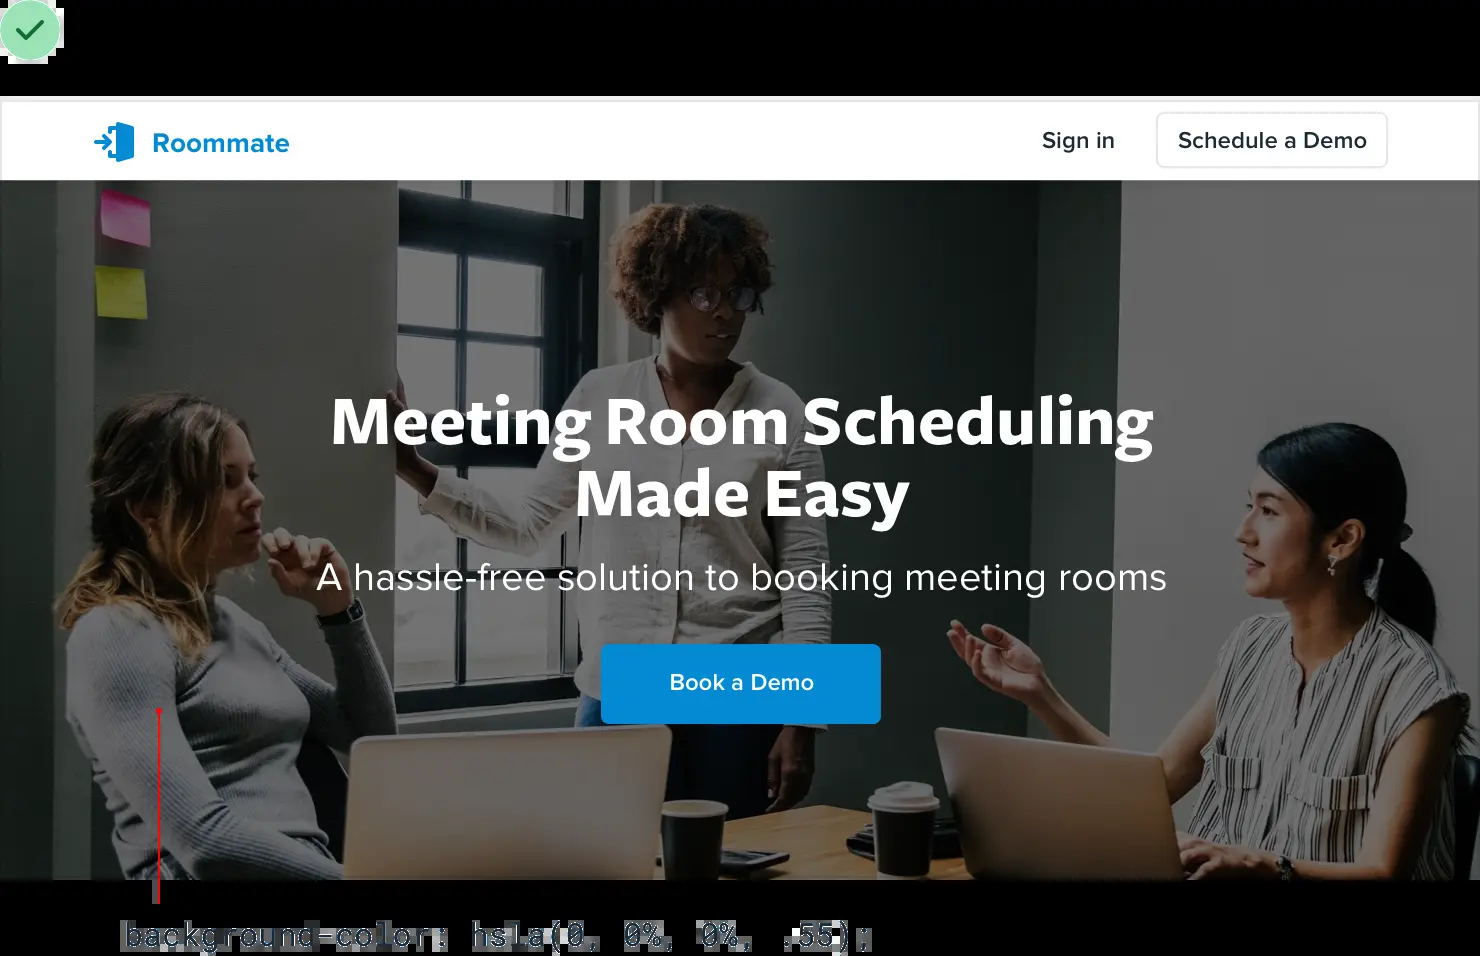 Roommate
Sign in
Schedule a Demo
Meeting Room Scheduling
Made Easy
A hassle-free solution to booking meeting rooms
Book a Demo
background-color: hsla(0, 0%, 0%, .55);